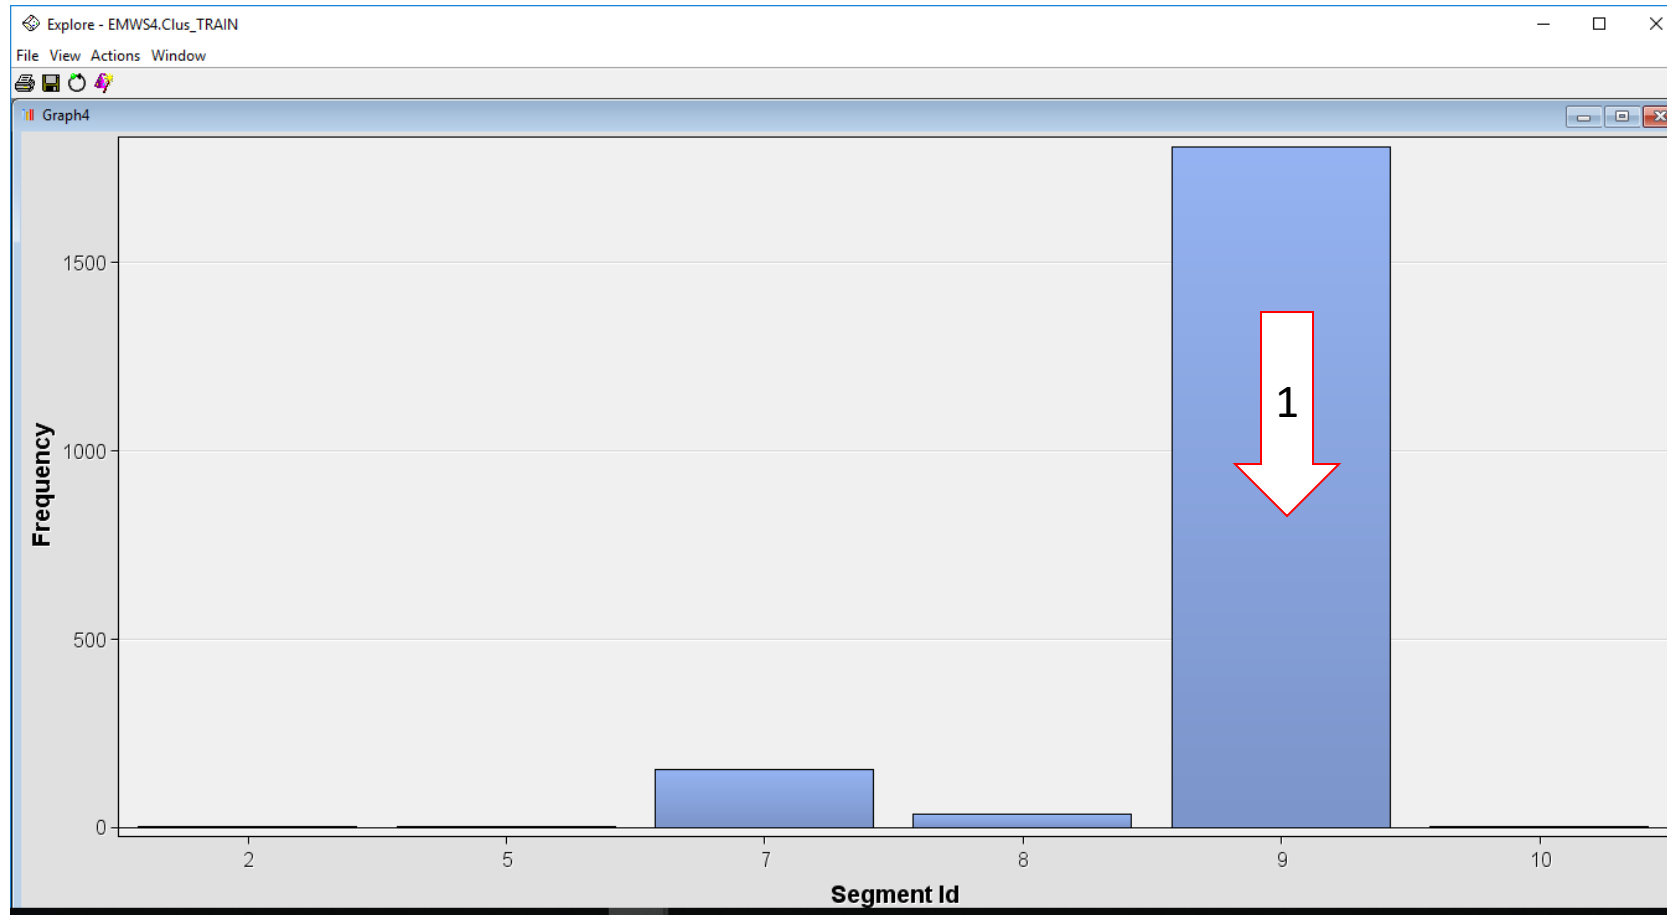 Explore - EMWS4.Clus_TRAIN
File View Actions Window
Graph4
1500
1000
500
0
Frequency
1
2 5 7 8 9 10
Segment Id